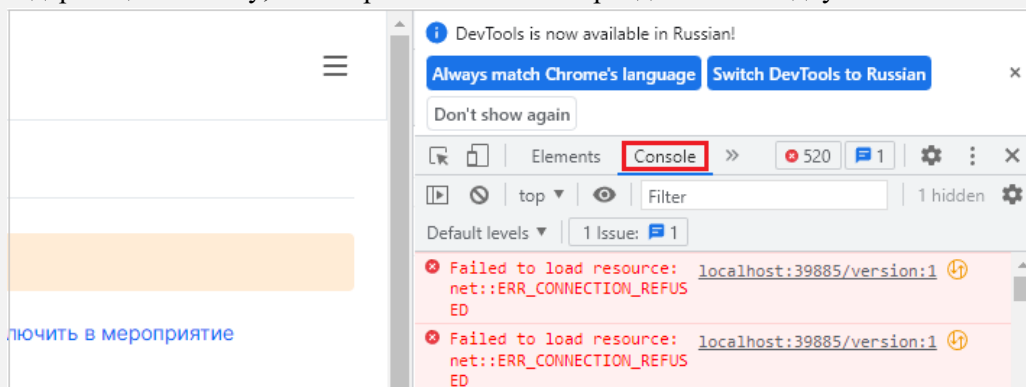 DevTools is now available in Russian!
Always match Chrome's language Switch DevTools to Russian
Don't show again
Elements Console 520 1
top Filter 1 hidden
Default levels 1 Issue: 1
Failed to load resource: localhost:39885/version:1
net::ERR_CONNECTION_REFUS
ED
лючить в мероприятие
Failed to load resource: localhost:39885/version:1
net::ERR_CONNECTION_REFUS
ED